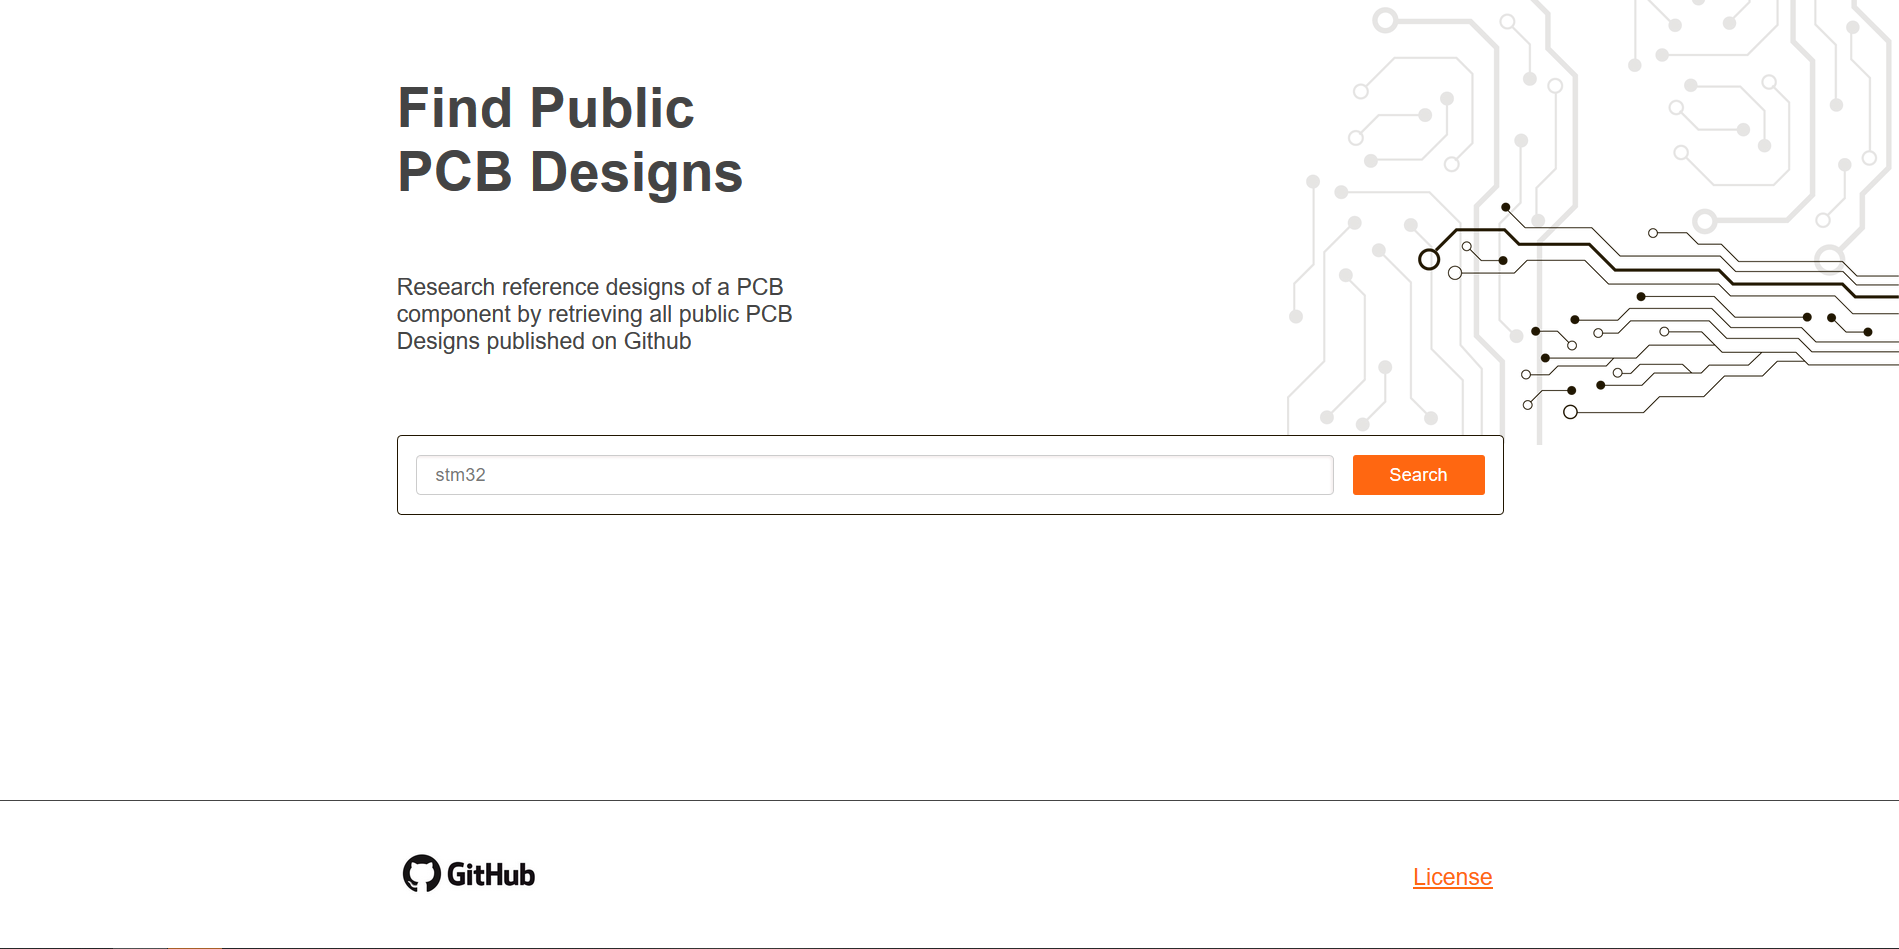 Find Public
PCB Designs
Research reference designs of a PCB
component by retrieving all public PCB
Designs published on Github
stm32
Search
GitHub
License